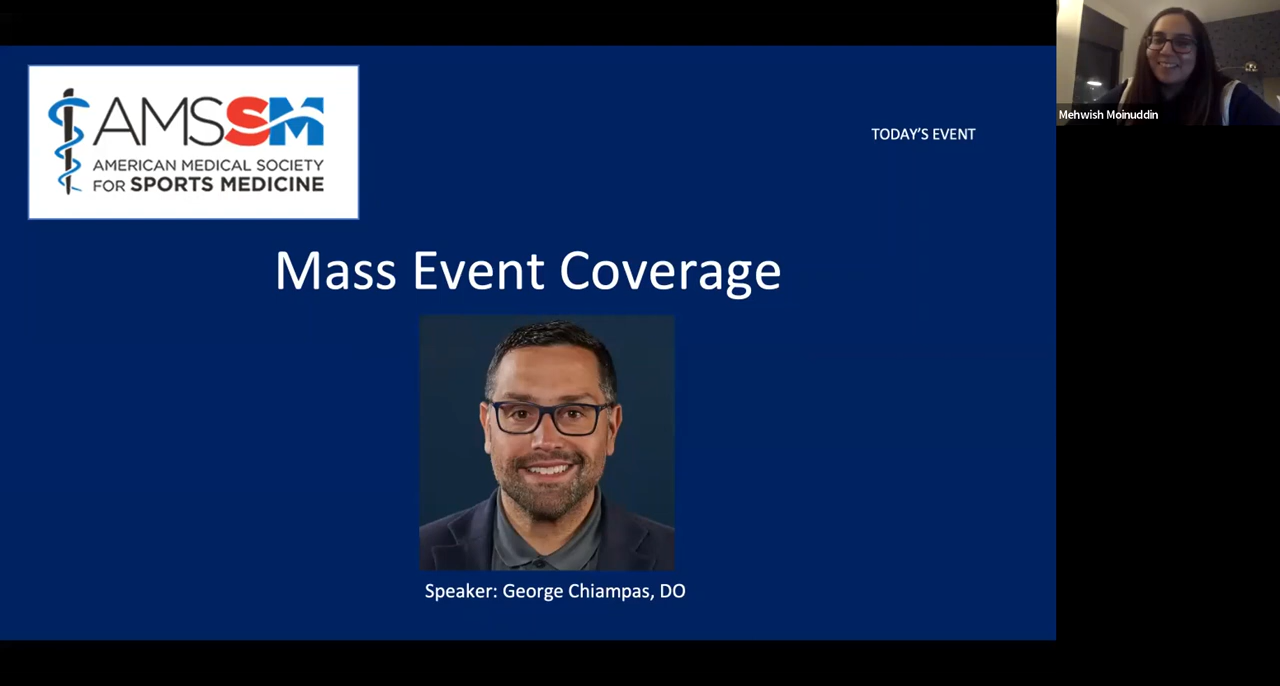 AMSSM
AMERICAN MEDICAL SOCIETY
FOR SPORTS MEDICINE
TODAY'S EVENT
Mass Event Coverage
Speaker: George Chiampas, DO
Mehwish Moinuddin